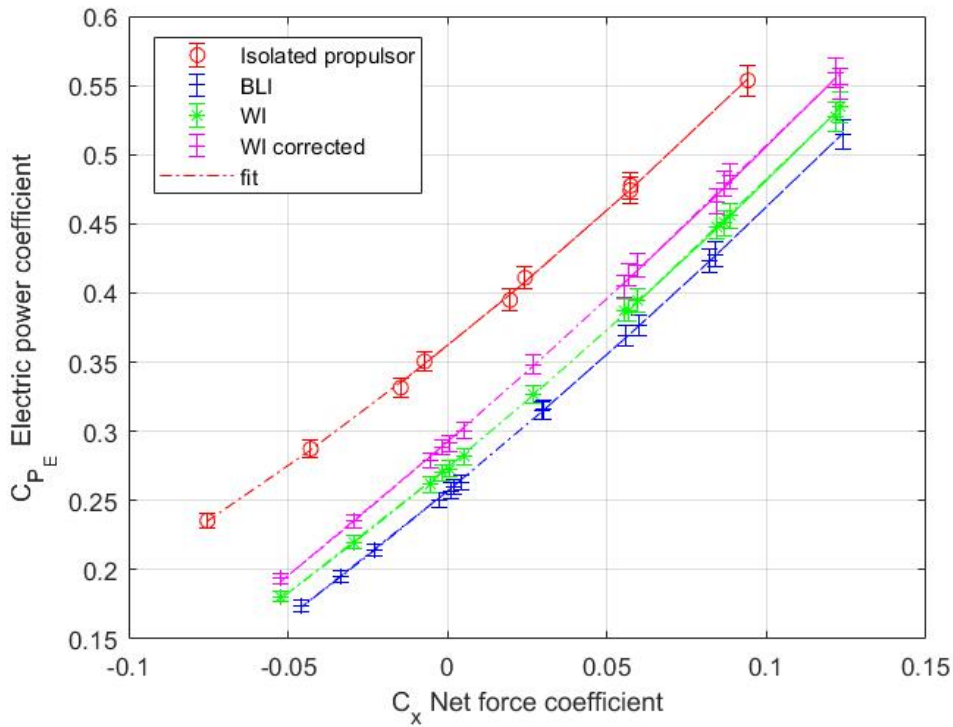 0.6
0.55
0.5
0.45
0.4
0.35
0.3
0.25
0.2
0.15
-0.1
-0.05
0
0.05
0.1
0.15
Isolated propulsor
BLI
WI
WI corrected
fit
C_P_E Electric power coefficient
C_x Net force coefficient